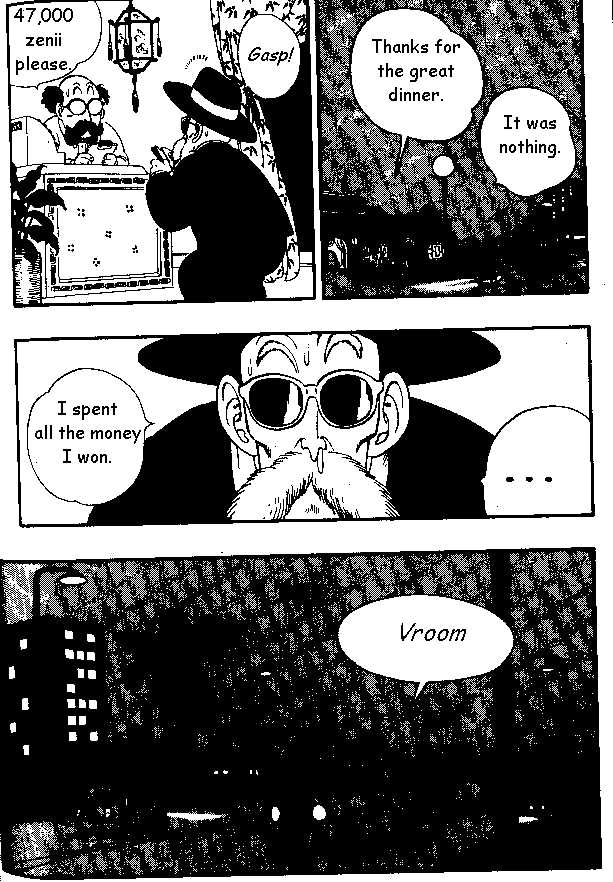 47,000
zenii
please.
Gasp!
Thanks for
the great
dinner.
It was
nothing.
I spent
all the money
I won.
...
Vroom